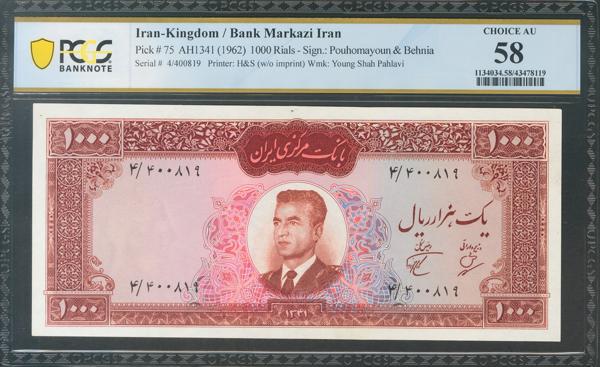 PCGS
BANKNOTE
Iran-Kingdom / Bank Markazi Iran
Pick # 75 AH1341 (1962) 1000 Rials - Sign.: Pouhomayoun & Behnia
Serial # 4/400819 Printer: H&S (w/o imprint) Wmk: Young Shah Pahlavi
CHOICE AU
58
1134034.58/43478119
۱۰۰۰
بانک مرکزی ایران
۱۰۰۰
۴/۴۰۰۸۱۹
۴/۴۰۰۸۱۹
یک هزار ریال
۴/۴۰۰۸۱۹
۴/۴۰۰۸۱۹
۱۰۰۰
۱۳۴۱
۱۰۰۰